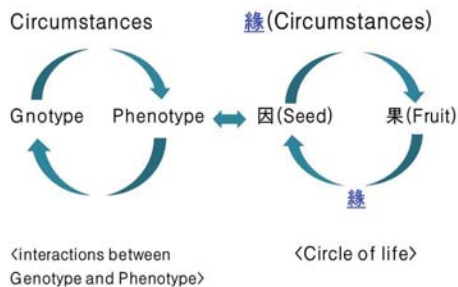 Circumstances
緣(Circumstances)
Gnotype
Phenotype
因(Seed)
果(Fruit)
緣
<interactions between
Genotype and Phenotype>
<Circle of life>